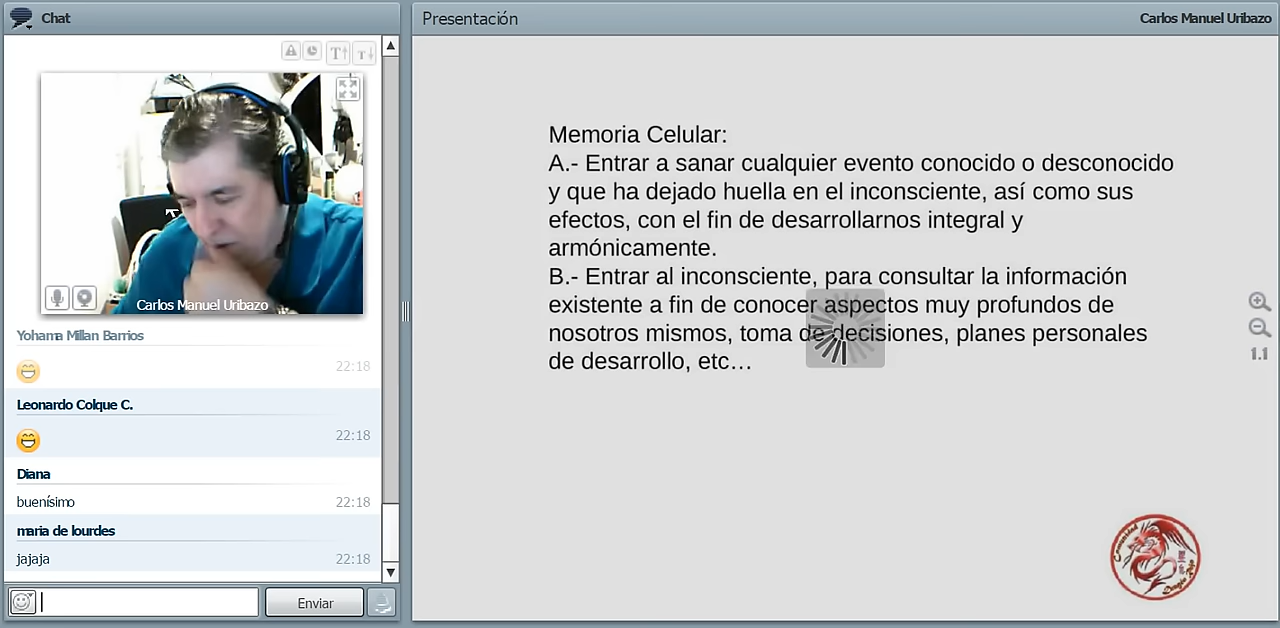 Chat
Carlos Manuel Uribazo
Yohama Millan Barrios
22:18
Leonardo Colque C.
22:18
Diana
buenísimo 22:18
maria de lourdes
jajaja 22:18
Enviar
Presentación
Carlos Manuel Uribazo
Memoria Celular:
A.- Entrar a sanar cualquier evento conocido o desconocido
y que ha dejado huella en el inconsciente, así como sus
efectos, con el fin de desarrollarnos integral y
armónicamente.
B.- Entrar al inconsciente, para consultar la información
existente a fin de conocer aspectos muy profundos de
nosotros mismos, toma de decisiones, planes personales
de desarrollo, etc…
1.1
Comunidad
Dragón Rojo